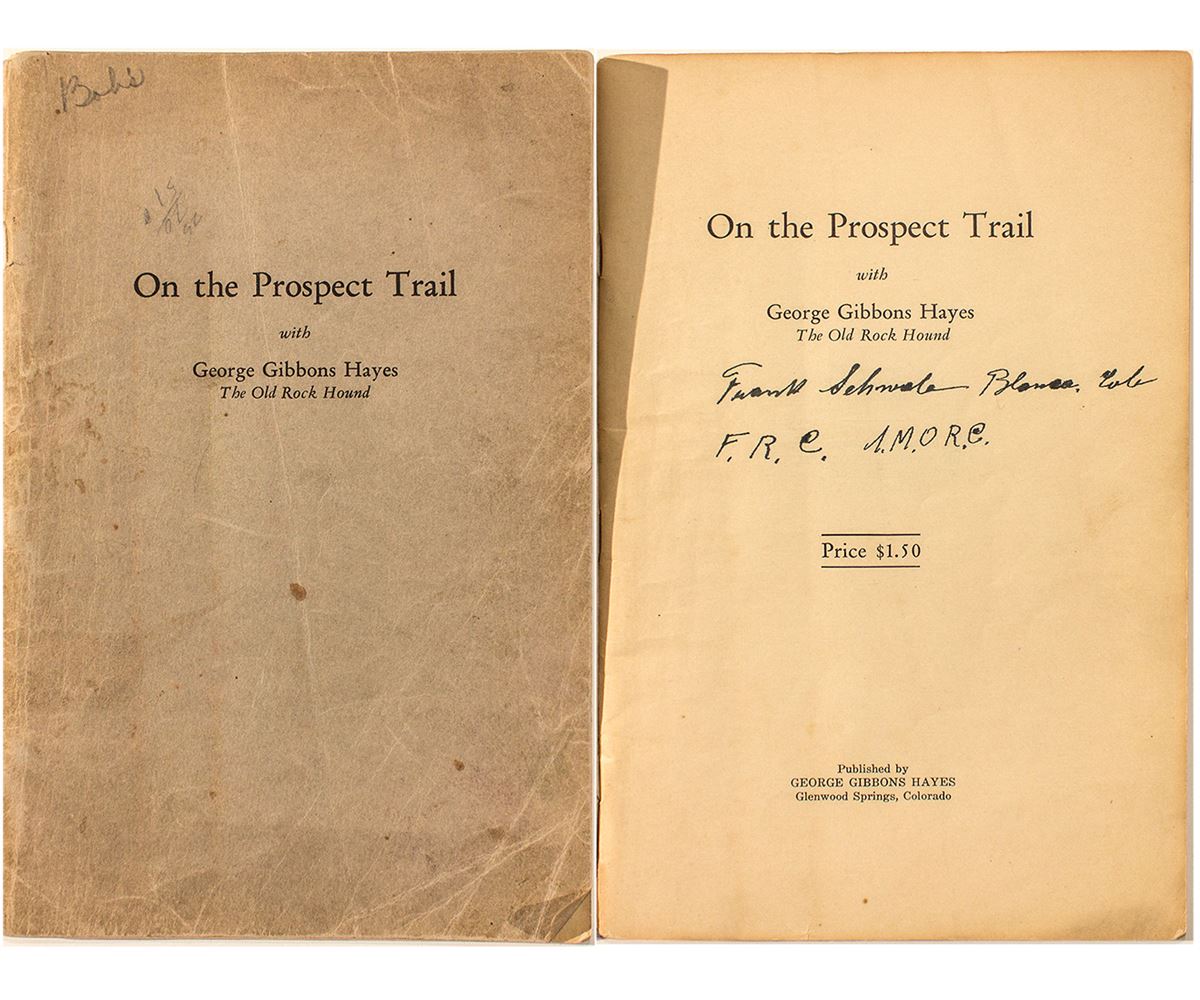 Bob's
On the Prospect Trail
with
George Gibbons Hayes
The Old Rock Hound
On the Prospect Trail
with
George Gibbons Hayes
The Old Rock Hound
Frank Blanca. Colo
F. R. C. A.M.O.R.C.
Price $1.50
Published by
GEORGE GIBBONS HAYES
Glenwood Springs, Colorado